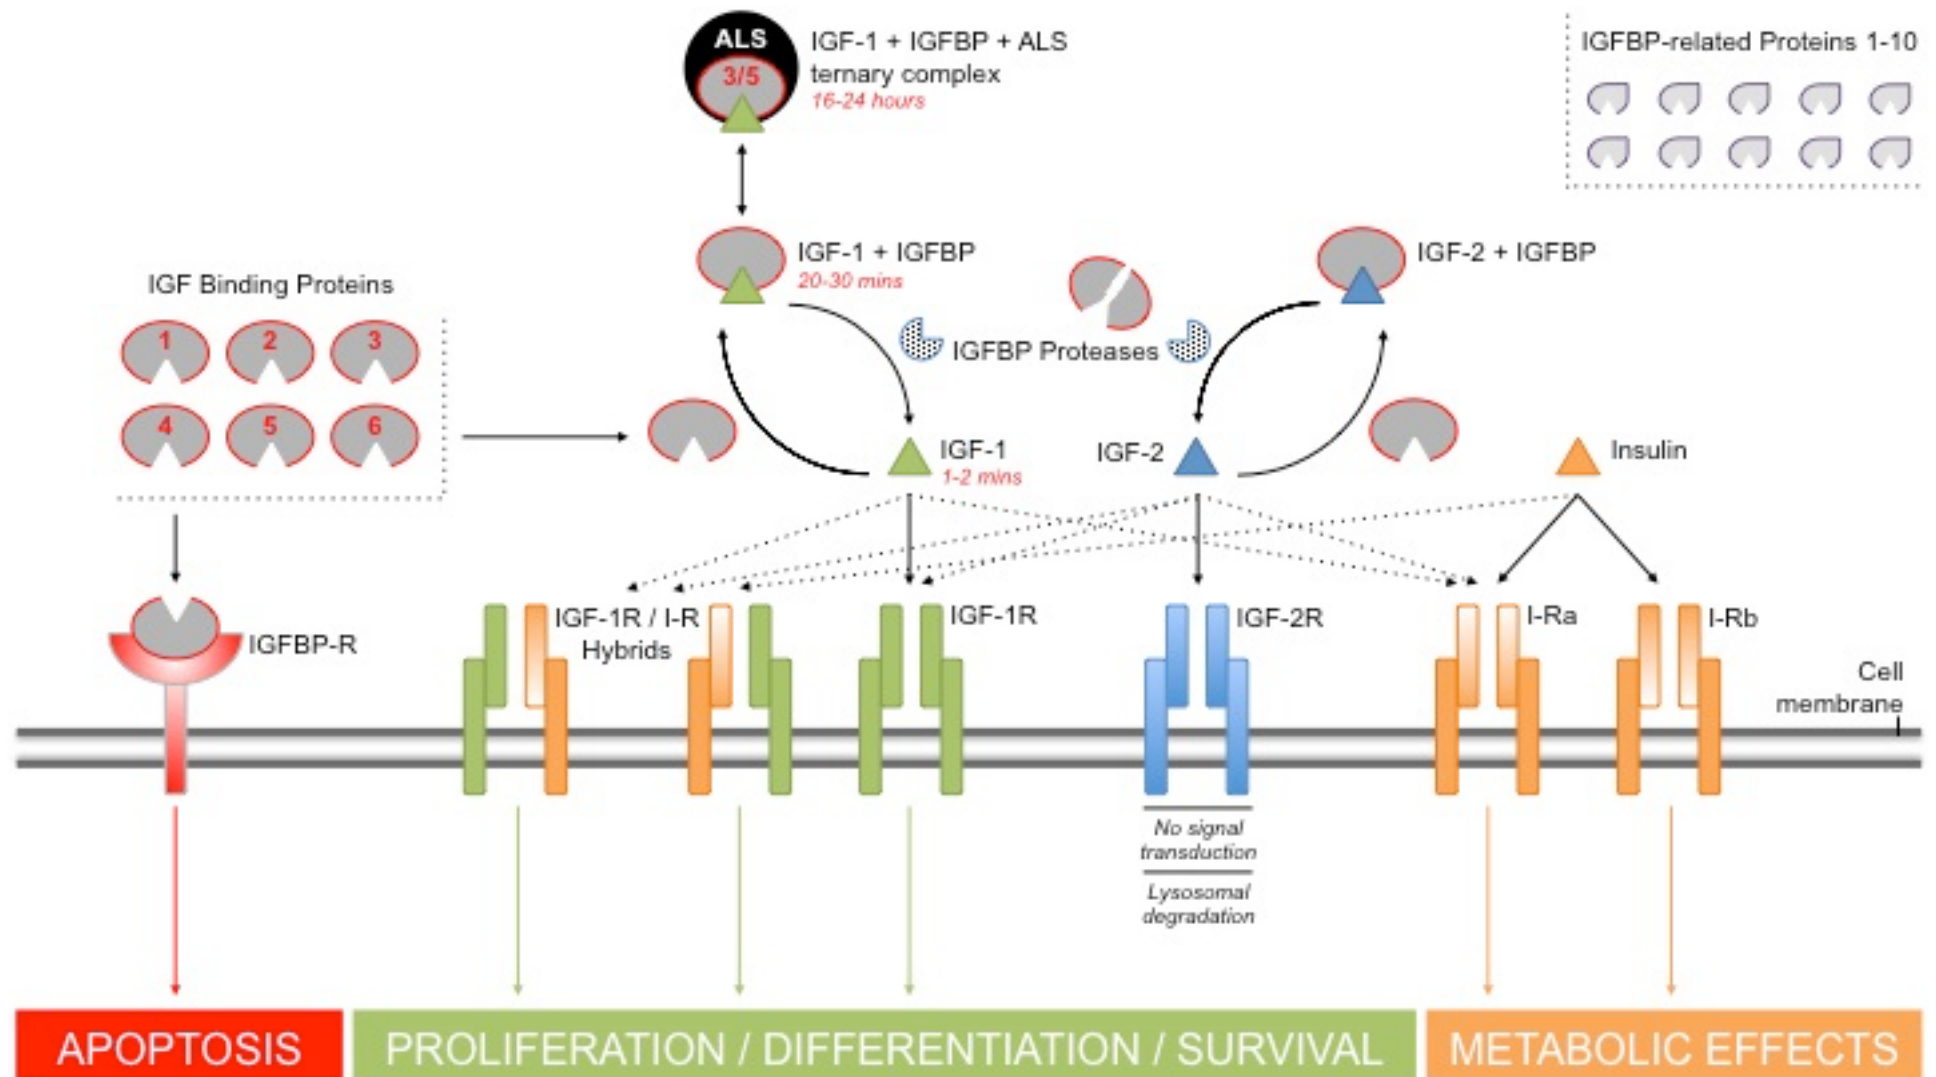 ALS
3/5
IGF-1 + IGFBP + ALS
ternary complex
16-24 hours
IGFBP-related Proteins 1-10
IGF-1 + IGFBP
20-30 mins
IGF-2 + IGFBP
IGF Binding Proteins
1 2 3
4 5 6
IGFBP Proteases
IGF-1
1-2 mins
IGF-2
Insulin
IGFBP-R
IGF-1R / I-R
Hybrids
IGF-1R
IGF-2R
I-Ra
I-Rb
Cell
membrane
No signal
transduction
Lysosomal
degradation
APOPTOSIS
PROLIFERATION / DIFFERENTIATION / SURVIVAL
METABOLIC EFFECTS